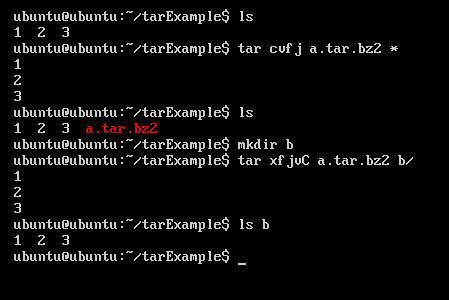 ubuntu@ubuntu:~/tarExample$ ls
1  2  3
ubuntu@ubuntu:~/tarExample$ tar cvfj a.tar.bz2 *
1
2
3
ubuntu@ubuntu:~/tarExample$ ls
1  2  3  a.tar.bz2
ubuntu@ubuntu:~/tarExample$ mkdir b
ubuntu@ubuntu:~/tarExample$ tar xfjvC a.tar.bz2 b/
1
2
3
ubuntu@ubuntu:~/tarExample$ ls b
1  2  3
ubuntu@ubuntu:~/tarExample$ _